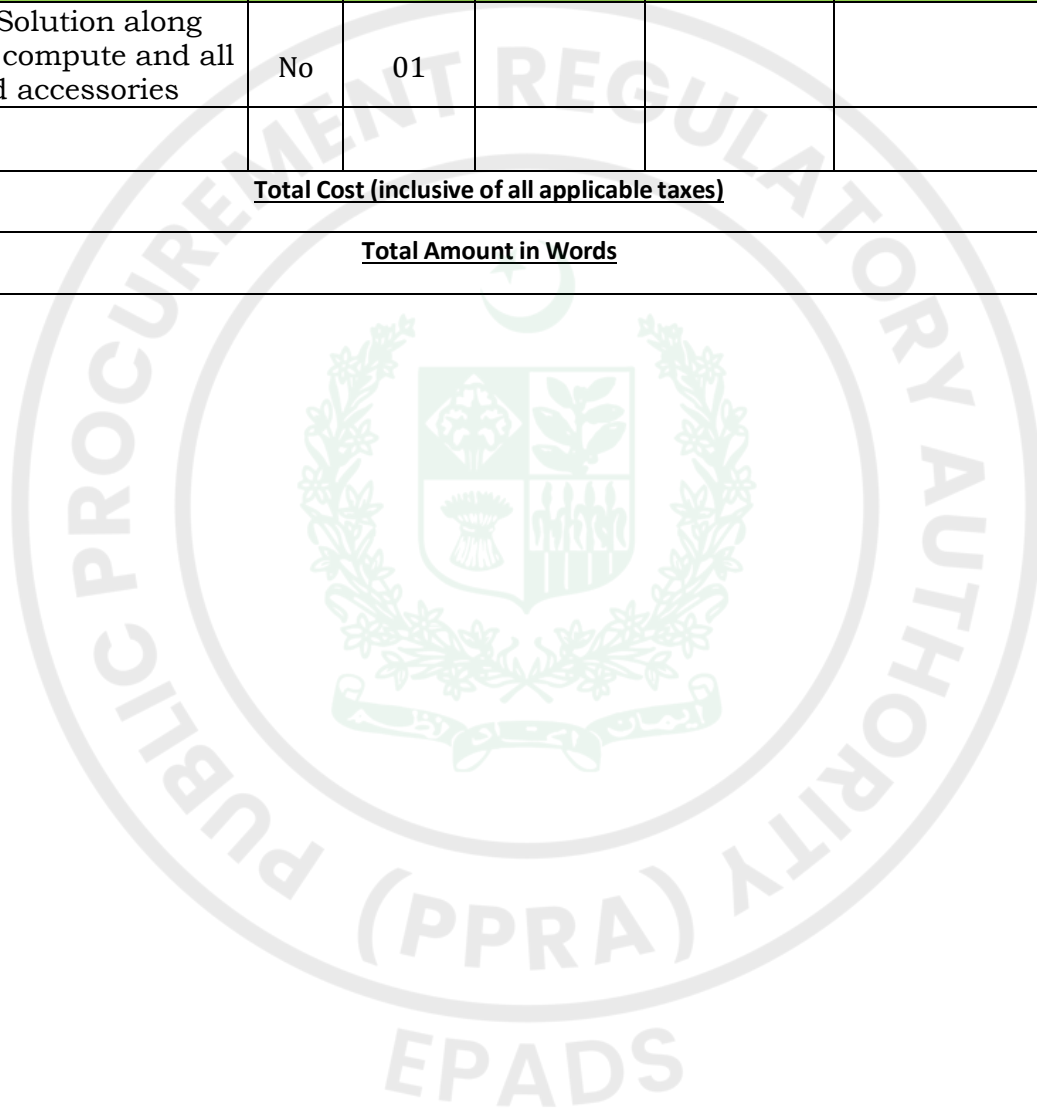 Solution along
compute and all
No 01
accessories
Total Cost (inclusive of all applicable taxes)
Total Amount in Words
PUBLIC PROCUREMENT REGULATORY AUTHORITY
(PPRA)
EPADS